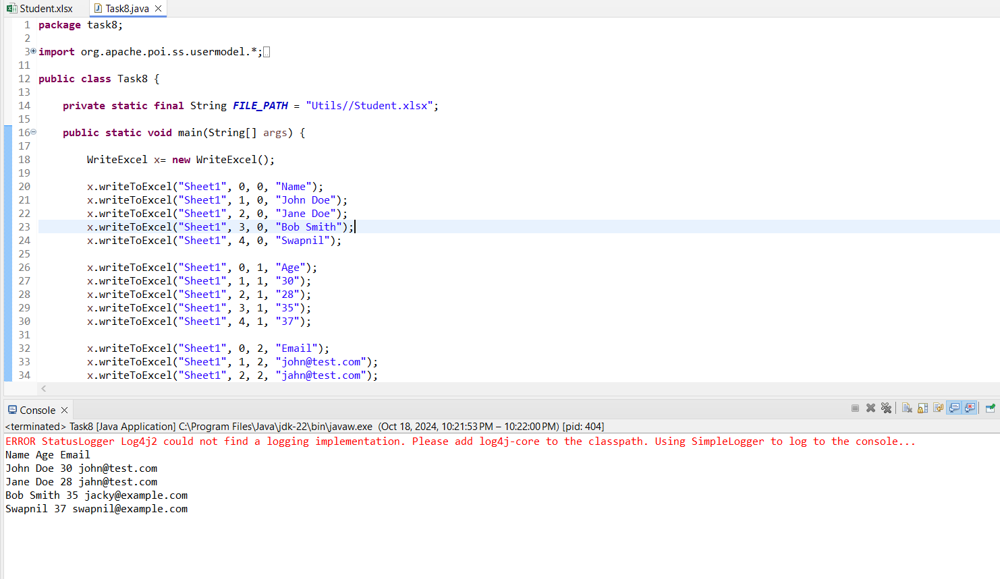 Student.xlsx Task8.java
1 package task8;
2
3 import org.apache.poi.ss.usermodel.*;
11
12 public class Task8 {
13
14 private static final String FILE_PATH = "Utils//Student.xlsx";
15
16 public static void main(String[] args) {
17
18 WriteExcel x= new WriteExcel();
19
20 x.writeToExcel("Sheet1", 0, 0, "Name");
21 x.writeToExcel("Sheet1", 1, 0, "John Doe");
22 x.writeToExcel("Sheet1", 2, 0, "Jane Doe");
23 x.writeToExcel("Sheet1", 3, 0, "Bob Smith");
24 x.writeToExcel("Sheet1", 4, 0, "Swapnil");
25
26 x.writeToExcel("Sheet1", 0, 1, "Age");
27 x.writeToExcel("Sheet1", 1, 1, "30");
28 x.writeToExcel("Sheet1", 2, 1, "28");
29 x.writeToExcel("Sheet1", 3, 1, "35");
30 x.writeToExcel("Sheet1", 4, 1, "37");
31
32 x.writeToExcel("Sheet1", 0, 2, "Email");
33 x.writeToExcel("Sheet1", 1, 2, "john@test.com");
34 x.writeToExcel("Sheet1", 2, 2, "jahn@test.com");
Console
<terminated> Task8 [Java Application] C:\Program Files\Java\jdk-22\bin\javaw.exe (Oct 18, 2024, 10:21:53 PM – 10:22:00 PM) [pid: 404]
ERROR StatusLogger Log4j2 could not find a logging implementation. Please add log4j-core to the classpath. Using SimpleLogger to log to the console...
Name Age Email
John Doe 30 john@test.com
Jane Doe 28 jahn@test.com
Bob Smith 35 jacky@example.com
Swapnil 37 swapnil@example.com